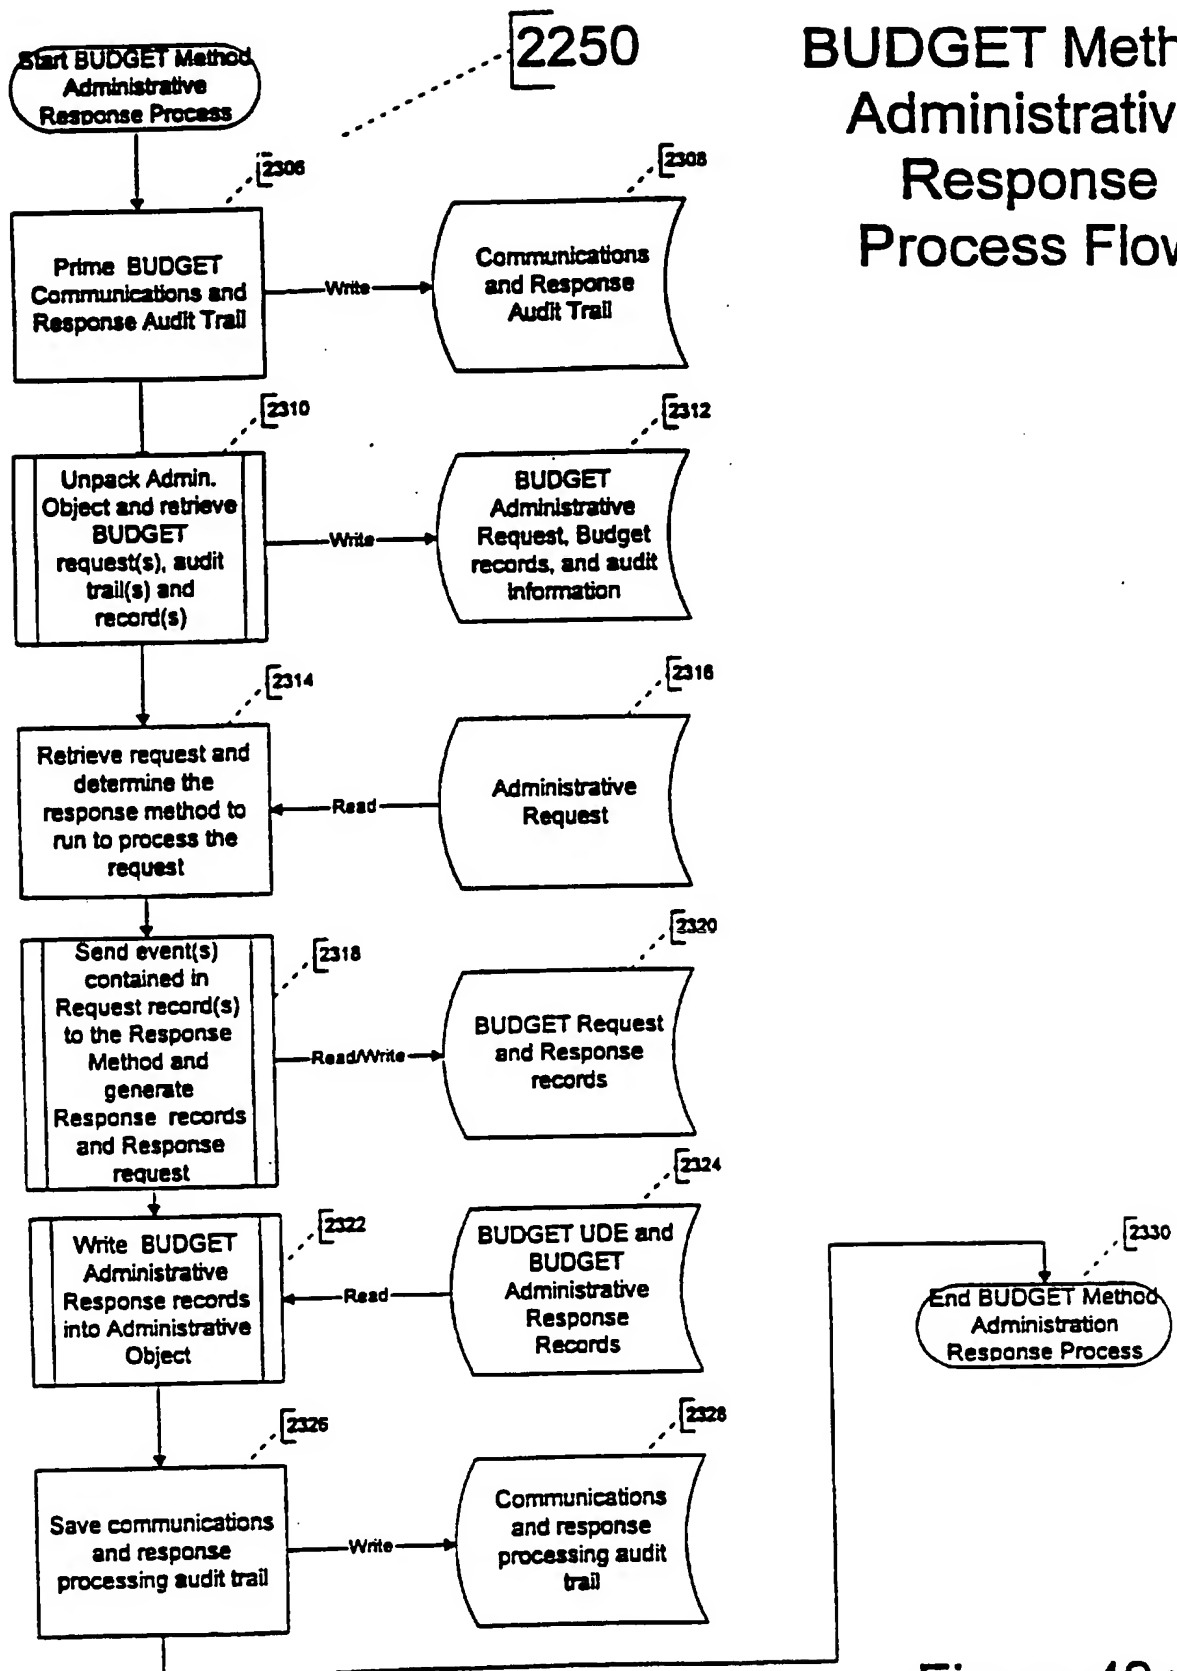 2250
BUDGET Meth
Administrativ
Response
Process Flow
Start BUDGET Method
Administrative
Response Process
2306
Prime BUDGET
Communications and
Response Audit Trail
Write
2308
Communications
and Response
Audit Trail
2310
Unpack Admin.
Object and retrieve
BUDGET
request(s), audit
trail(s) and
record(s)
Write
2312
BUDGET
Administrative
Request, Budget
records, and audit
information
2314
Retrieve request and
determine the
response method to
run to process the
request
Read
2316
Administrative
Request
2318
Send event(s)
contained in
Request record(s)
to the Response
Method and
generate
Response records
and Response
request
Read/Write
2320
BUDGET Request
and Response
records
2322
Write BUDGET
Administrative
Response records
into Administrative
Object
Read
2324
BUDGET UDE and
BUDGET
Administrative
Response
Records
2326
Save communications
and response
processing audit trail
Write
2328
Communications
and response
processing audit
trail
2330
End BUDGET Method
Administration
Response Process